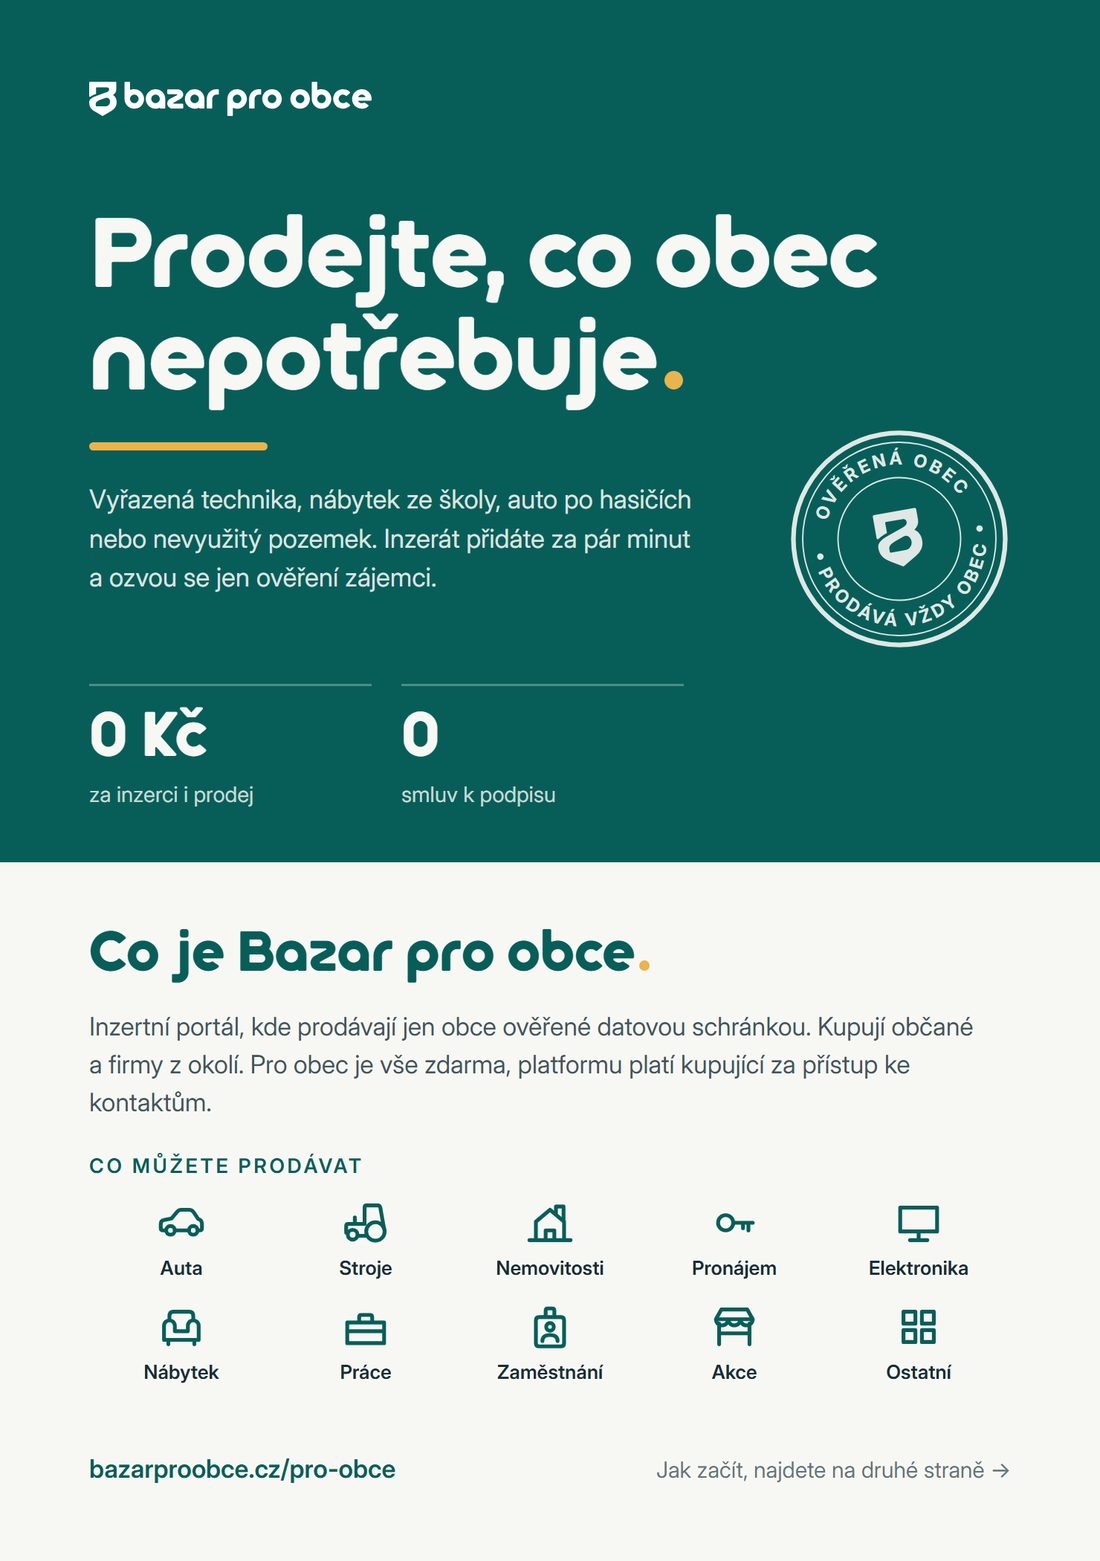 bazar pro obce
Prodejte, co obec
nepotřebuje.
Vyřazená technika, nábytek ze školy, auto po hasičích
nebo nevyužitý pozemek. Inzerát přidáte za pár minut
a ozvou se jen ověření zájemci.
OVĚŘENÁ OBEC
• PRODÁVÁ VŽDY OBEC •
0 Kč
za inzerci i prodej
0
smluv k podpisu
Co je Bazar pro obce.
Inzertní portál, kde prodávají jen obce ověřené datovou schránkou. Kupují občané
a firmy z okolí. Pro obec je vše zdarma, platformu platí kupující za přístup ke
kontaktům.
CO MŮŽETE PRODÁVAT
Auta
Stroje
Nemovitosti
Pronájem
Elektronika
Nábytek
Práce
Zaměstnání
Akce
Ostatní
bazarproobce.cz/pro-obce
Jak začít, najdete na druhé straně →